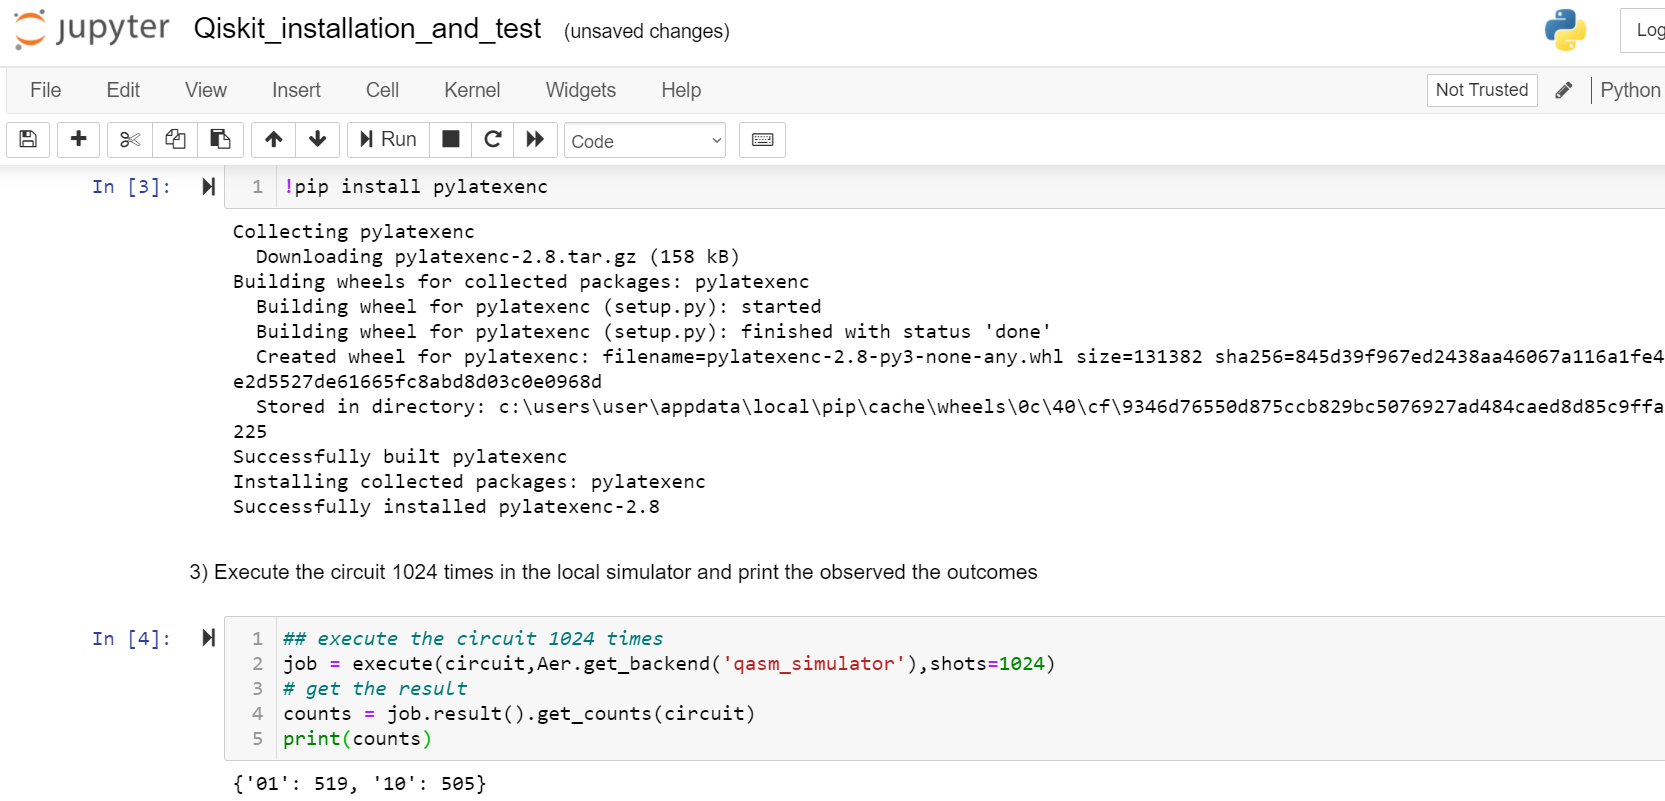 jupyter Qiskit_installation_and_test (unsaved changes)
Log
File Edit View Insert Cell Kernel Widgets Help Not Trusted Python
Run Code
In [3]: 1 !pip install pylatexenc
Collecting pylatexenc
  Downloading pylatexenc-2.8.tar.gz (158 kB)
Building wheels for collected packages: pylatexenc
  Building wheel for pylatexenc (setup.py): started
  Building wheel for pylatexenc (setup.py): finished with status 'done'
  Created wheel for pylatexenc: filename=pylatexenc-2.8-py3-none-any.whl size=131382 sha256=845d39f967ed2438aa46067a116a1fe4
e2d5527de61665fc8abd8d03c0e0968d
  Stored in directory: c:\users\user\appdata\local\pip\cache\wheels\0c\40\cf\9346d76550d875ccb829bc5076927ad484caed8d85c9ffa
225
Successfully built pylatexenc
Installing collected packages: pylatexenc
Successfully installed pylatexenc-2.8
3) Execute the circuit 1024 times in the local simulator and print the observed the outcomes
In [4]: 1 ## execute the circuit 1024 times
2 job = execute(circuit,Aer.get_backend('qasm_simulator'),shots=1024)
3 # get the result
4 counts = job.result().get_counts(circuit)
5 print(counts)
{'01': 519, '10': 505}